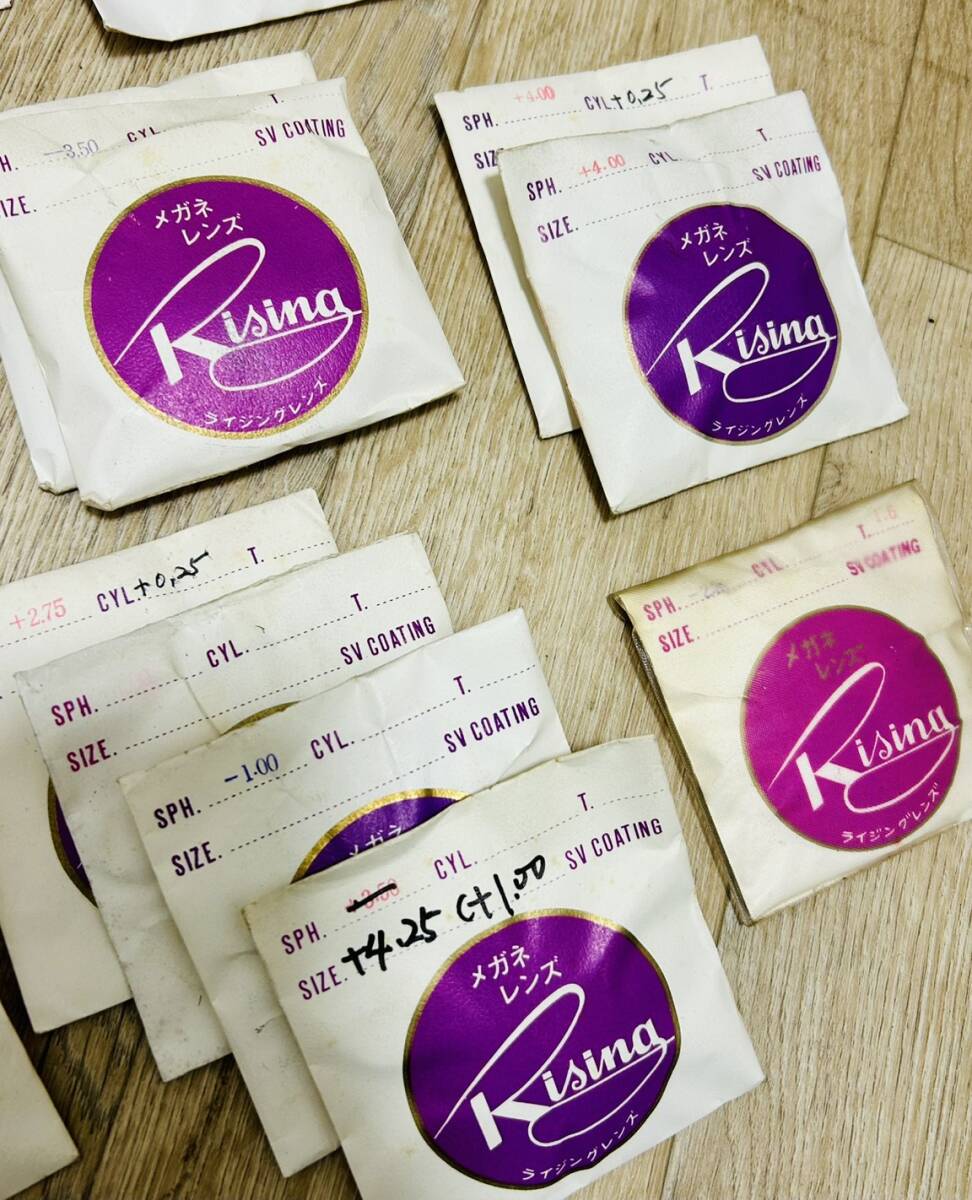 -3.50 CYL. T.
SV COATING
メガネ
レンズ
Rising
ライジングレンズ
+4.00
SPH. CYL. +0,25
SPH. +4.00 CYL. T.
SIZE. SV COATING
メガネ
レンズ
Rising
ライジングレンズ
+2.75 CYL. +0,25 T.
SPH. CYL. T.
SIZE. SV COATING
SPH. -1.00 CYL. T.
SIZE. SV COATING
メガネ
SPH. CYL. T.
SIZE. SV COATING
+4.25 C+1.00
メガネ
レンズ
Rising
ライジングレンズ
SPH. CYL. T. 1.6
SIZE. SV COATING
メガネ
レンズ
Rising
ライジングレンズ